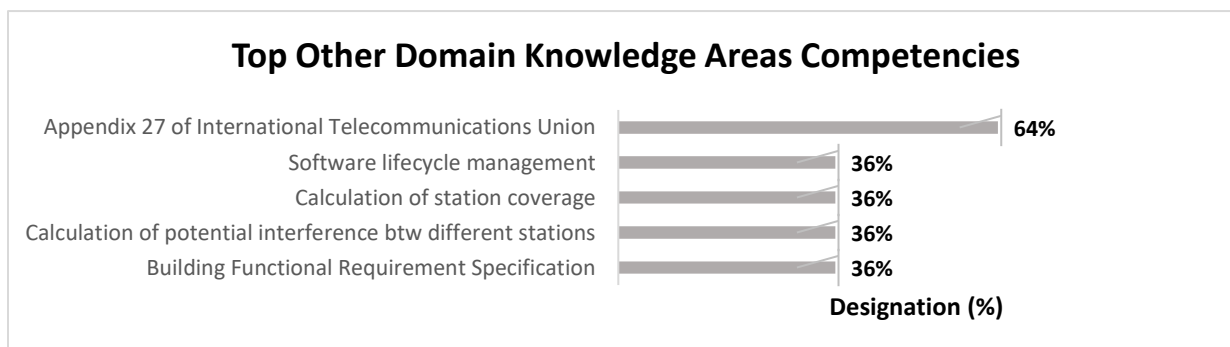 Top Other Domain Knowledge Areas Competencies
Appendix 27 of International Telecommunications Union 64%
Software lifecycle management 36%
Calculation of station coverage 36%
Calculation of potential interference btw different stations 36%
Building Functional Requirement Specification 36%
Designation (%)